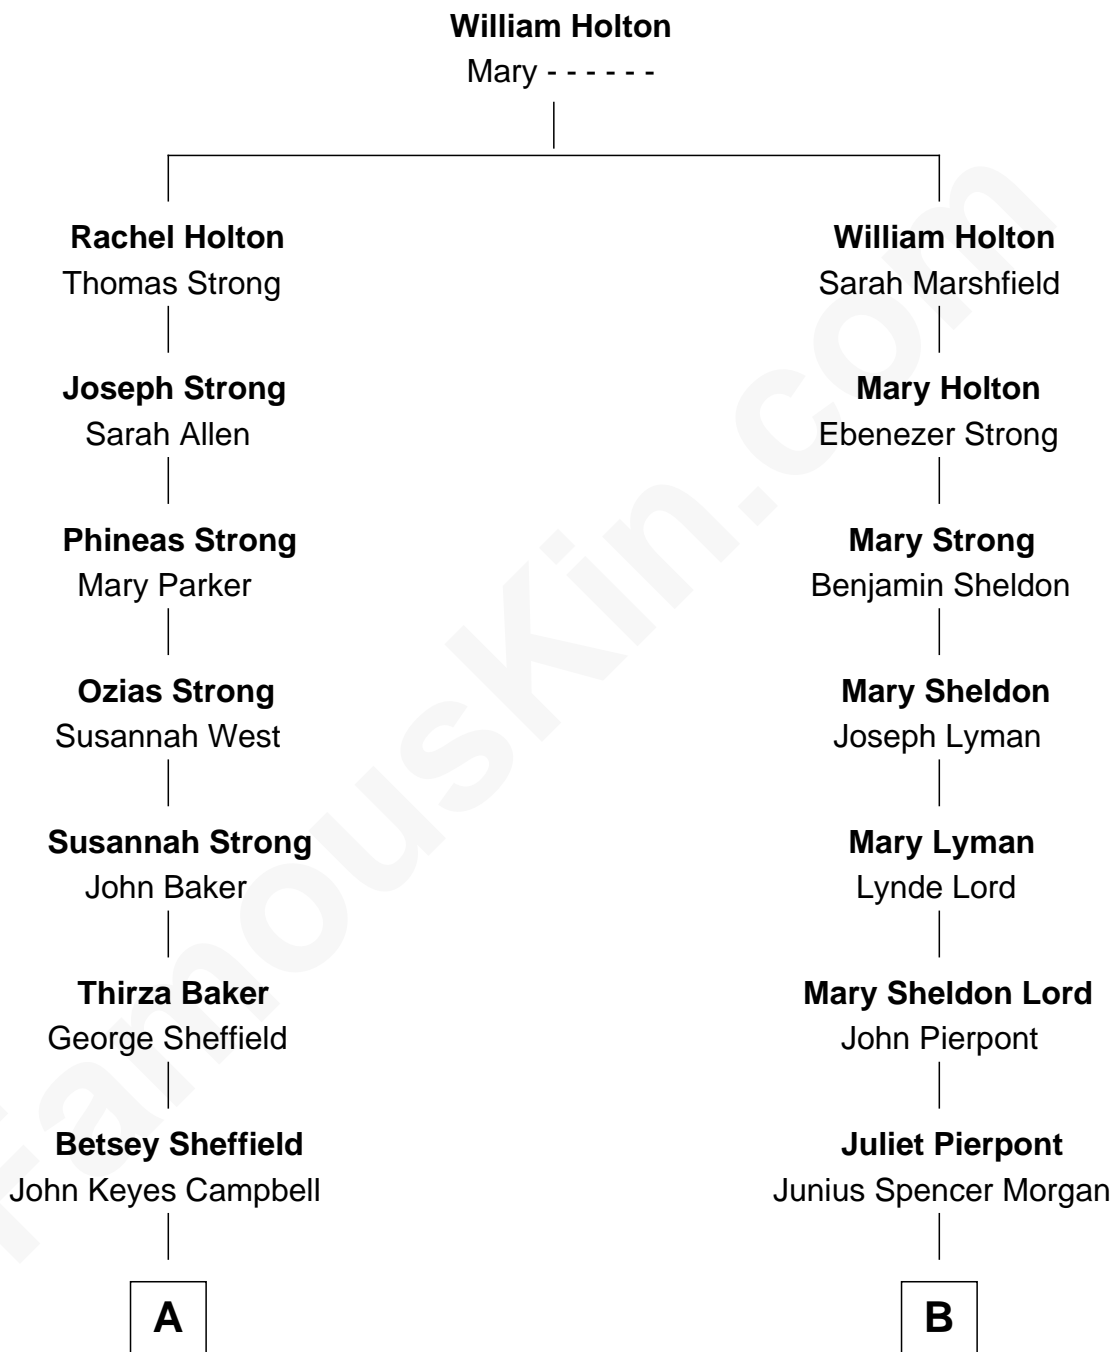 William Holton
Mary - - - - - -
Rachel Holton
Thomas Strong
William Holton
Sarah Marshfield
Joseph Strong
Sarah Allen
Mary Holton
Ebenezer Strong
Phineas Strong
Mary Parker
Mary Strong
Benjamin Sheldon
Ozias Strong
Susannah West
Mary Sheldon
Joseph Lyman
Susannah Strong
John Baker
Mary Lyman
Lynde Lord
Thirza Baker
George Sheffield
Mary Sheldon Lord
John Pierpont
Betsey Sheffield
John Keyes Campbell
Juliet Pierpont
Junius Spencer Morgan
A
B
FamousKin.com